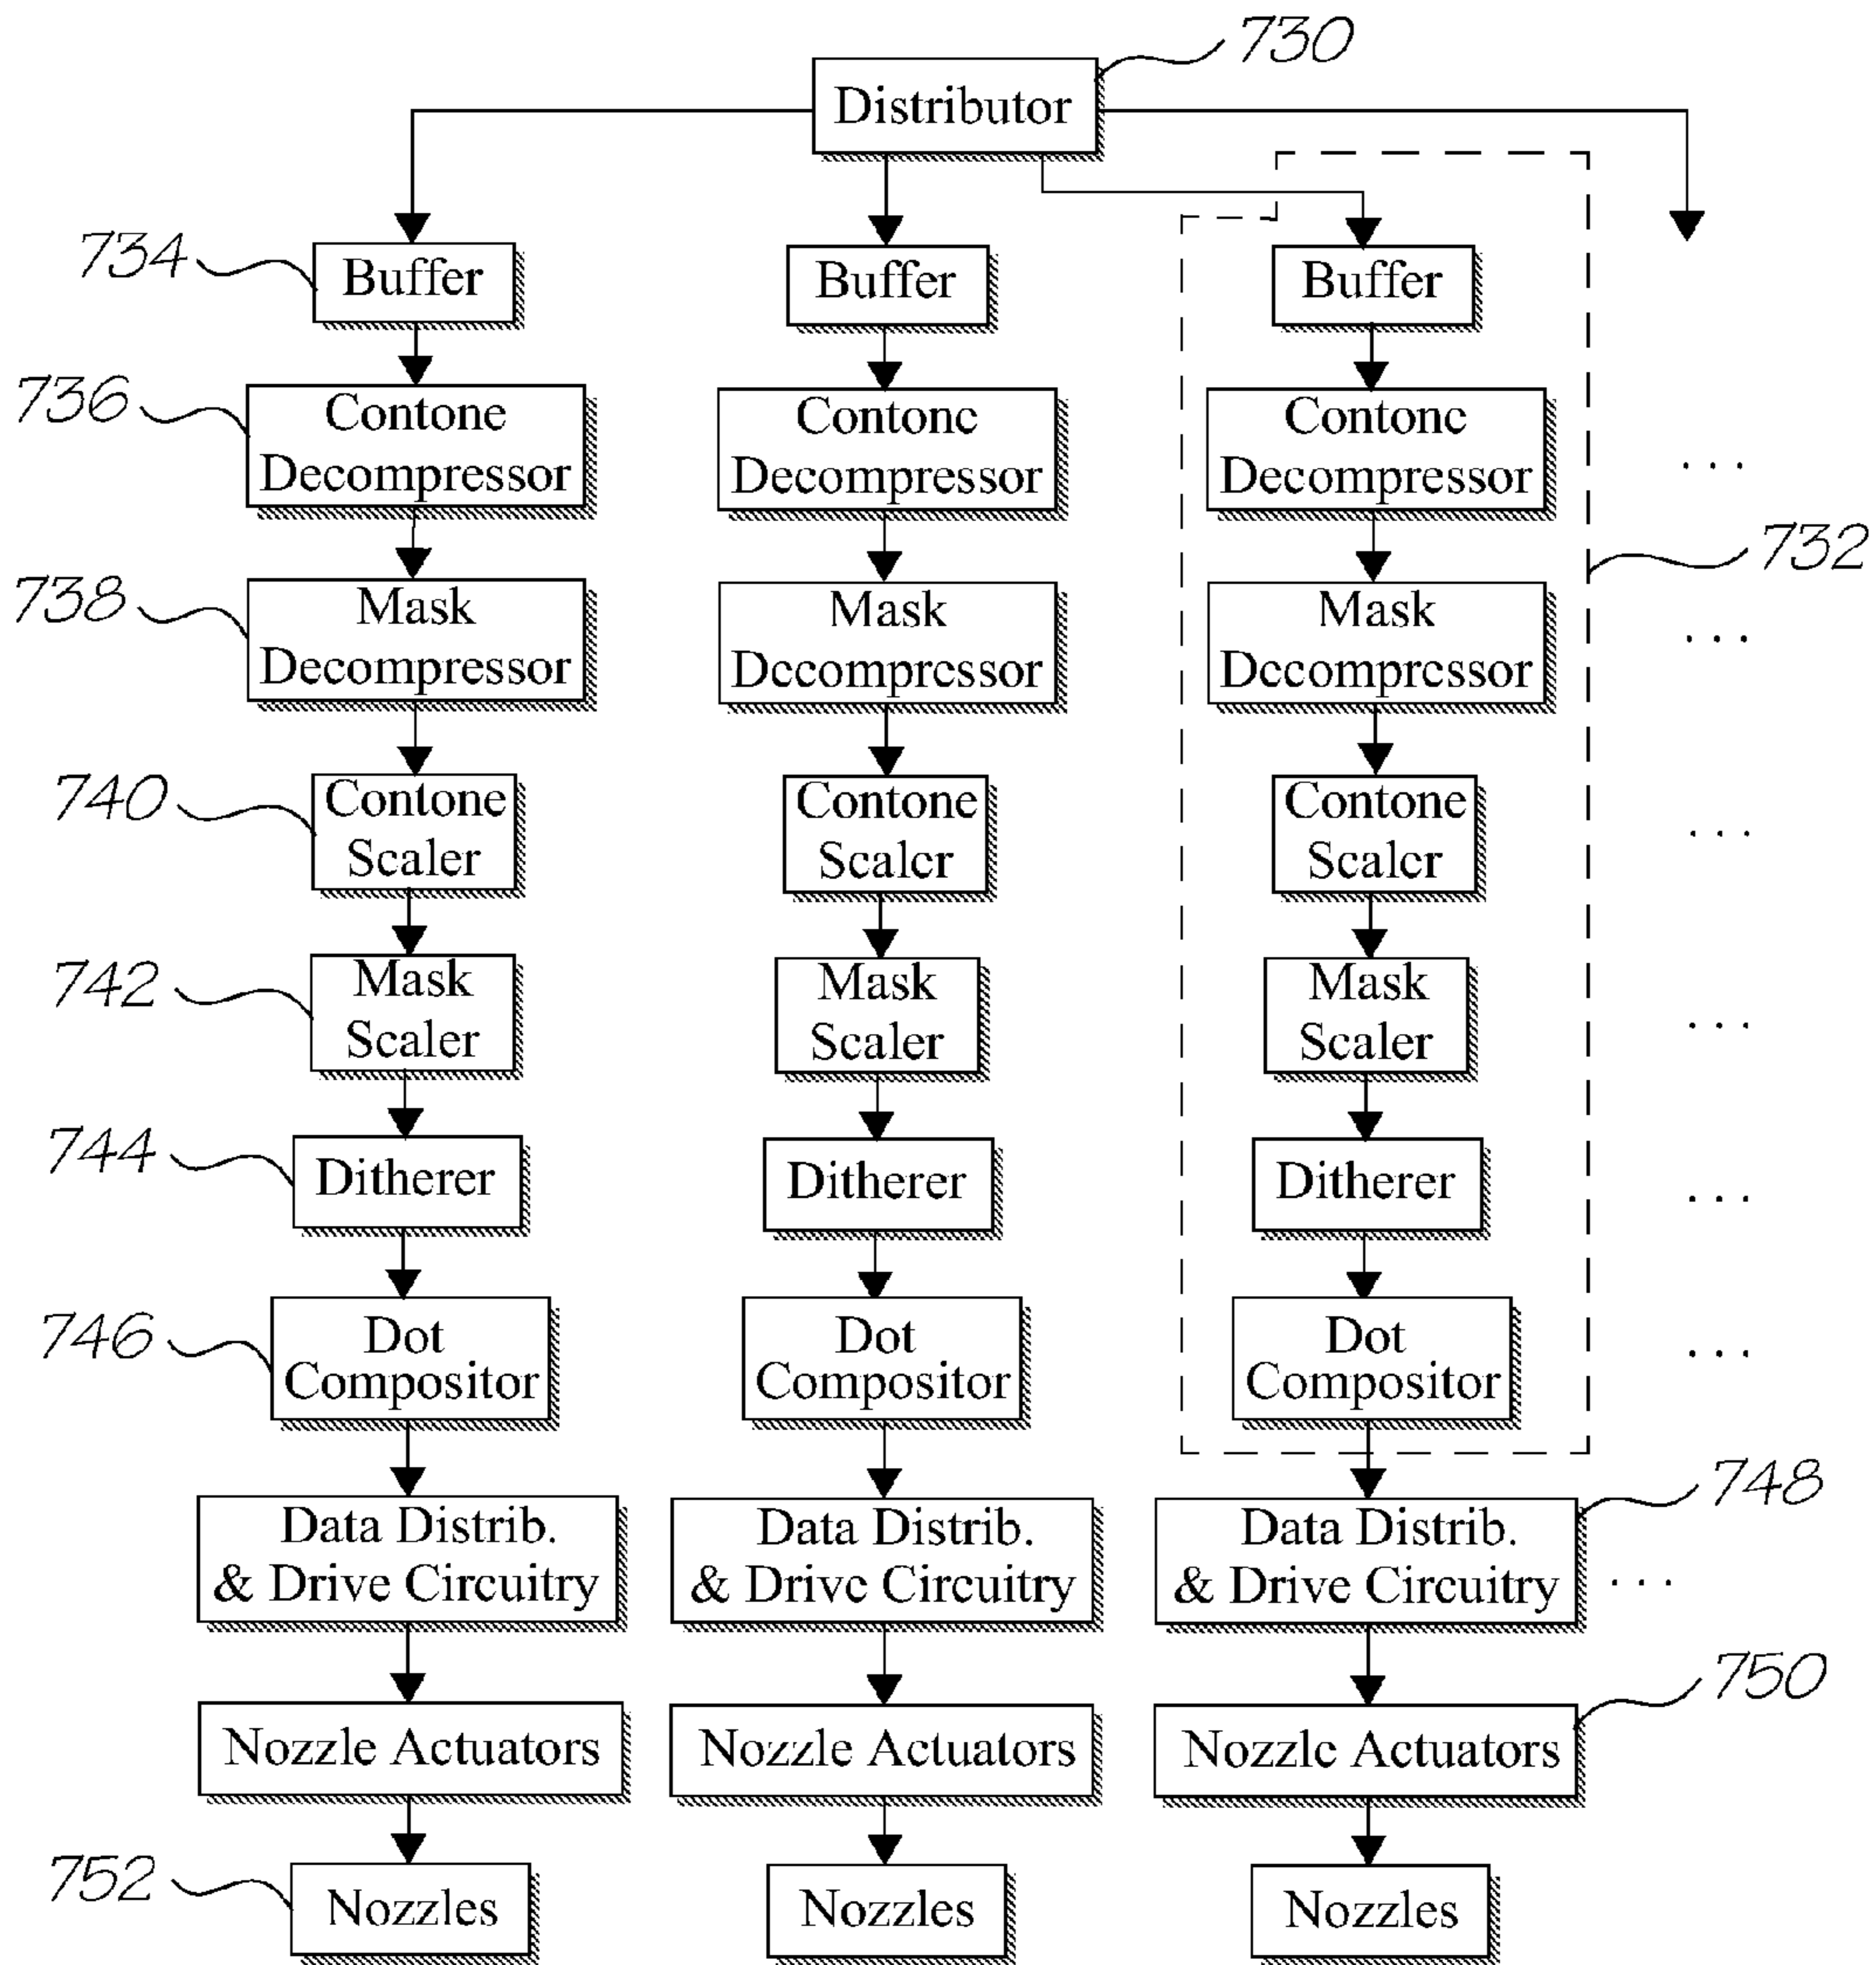 730
Distributor
734
Buffer
Buffer
Buffer
736
Contone
Decompressor
Contone
Decompressor
Contone
Decompressor
. . .
732
738
Mask
Decompressor
Mask
Decompressor
Mask
Decompressor
. . .
740
Contone
Scaler
Contone
Scaler
Contone
Scaler
. . .
742
Mask
Scaler
Mask
Scaler
Mask
Scaler
. . .
744
Ditherer
Ditherer
Ditherer
. . .
746
Dot
Compositor
Dot
Compositor
Dot
Compositor
. . .
748
Data Distrib.
& Drive Circuitry
Data Distrib.
& Drive Circuitry
Data Distrib.
& Drive Circuitry
. . .
750
Nozzle Actuators
Nozzle Actuators
Nozzle Actuators
752
Nozzles
Nozzles
Nozzles